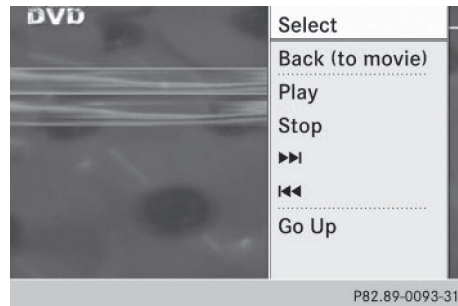 DVD
Select
Back (to movie)
Play
Stop
▶▶I
I◀◀
Go Up
P82.89-0093-31